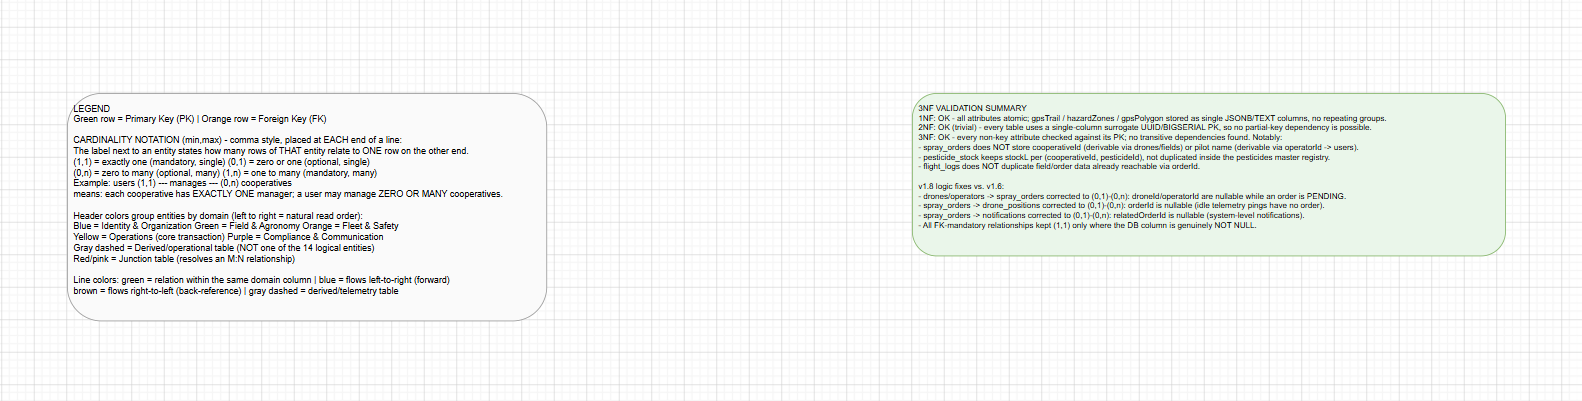 LEGEND
Green row = Primary Key (PK) | Orange row = Foreign Key (FK)
CARDINALITY NOTATION (min,max) - comma style, placed at EACH end of a line:
The label next to an entity states how many rows of THAT entity relate to ONE row on the other end.
(1,1) = exactly one (mandatory, single) (0,1) = zero or one (optional, single)
(0,n) = zero to many (optional, many) (1,n) = one to many (mandatory, many)
Example: users (1,1) --- manages --- (0,n) cooperatives
means: each cooperative has EXACTLY ONE manager; a user may manage ZERO OR MANY cooperatives.
Header colors group entities by domain (left to right = natural read order):
Blue = Identity & Organization Green = Field & Agronomy Orange = Fleet & Safety
Yellow = Operations (core transaction) Purple = Compliance & Communication
Gray dashed = Derived/operational table (NOT one of the 14 logical entities)
Red/pink = Junction table (resolves an M:N relationship)
Line colors: green = relation within the same domain column | blue = flows left-to-right (forward)
brown = flows right-to-left (back-reference) | gray dashed = derived/telemetry table
3NF VALIDATION SUMMARY
1NF: OK - all attributes atomic; gpsTrail / hazardZones / gpsPolygon stored as single JSONB/TEXT columns, no repeating groups.
2NF: OK (trivial) - every table uses a single-column surrogate UUID/BIGSERIAL PK, so no partial-key dependency is possible.
3NF: OK - every non-key attribute checked against its PK; no transitive dependencies found. Notably:
- spray_orders does NOT store cooperativeId (derivable via drones/fields) or pilot name (derivable via operatorId -> users).
- pesticide_stock keeps stockL per (cooperativeId, pesticideId), not duplicated inside the pesticides master registry.
- flight_logs does NOT duplicate field/order data already reachable via orderId.
v1.8 logic fixes vs. v1.6:
- drones/operators -> spray_orders corrected to (0,1)-(0,n): droneId/operatorId are nullable while an order is PENDING.
- spray_orders -> drone_positions corrected to (0,1)-(0,n): orderId is nullable (idle telemetry pings have no order).
- spray_orders -> notifications corrected to (0,1)-(0,n): relatedOrderId is nullable (system-level notifications).
- All FK-mandatory relationships kept (1,1) only where the DB column is genuinely NOT NULL.